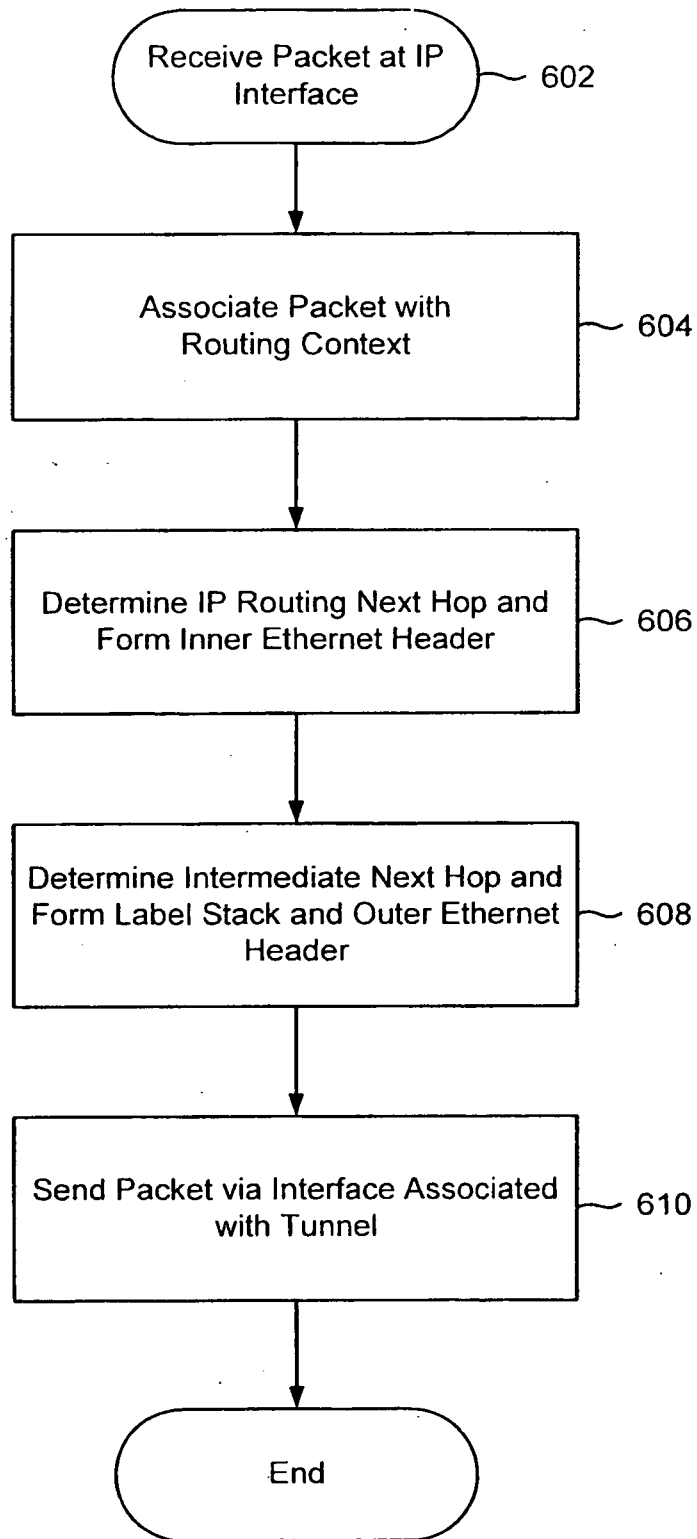 Receive Packet at IP
Interface
602
Associate Packet with
Routing Context
604
Determine IP Routing Next Hop and
Form Inner Ethernet Header
606
Determine Intermediate Next Hop and
Form Label Stack and Outer Ethernet
Header
608
Send Packet via Interface Associated
with Tunnel
610
End